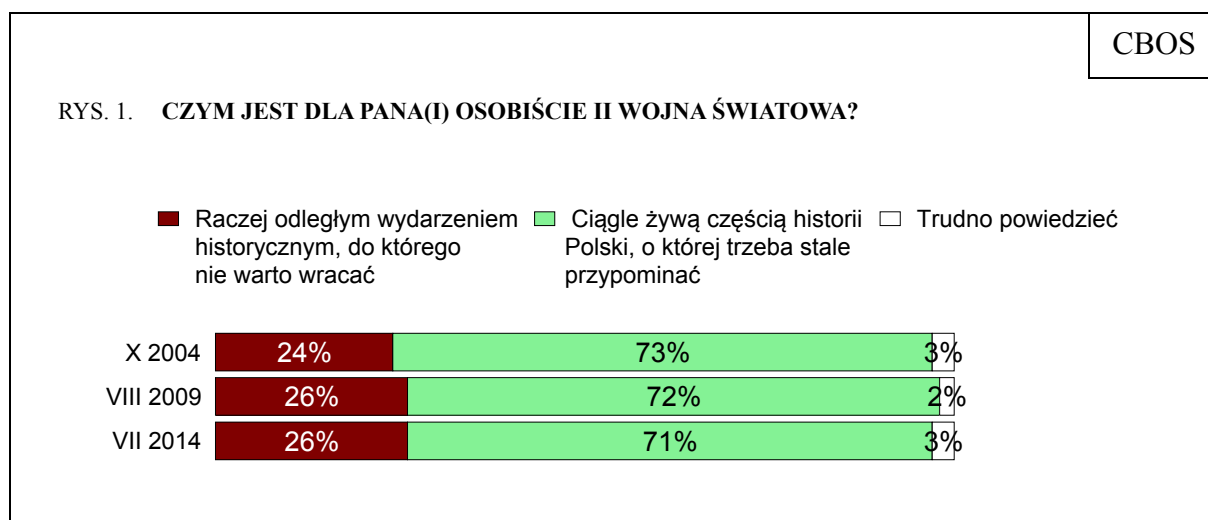 CBOS
RYS. 1. CZYM JEST DLA PANA(I) OSOBIŚCIE II WOJNA ŚWIATOWA?
Raczej odległym wydarzeniem
historycznym, do którego
nie warto wracać
Ciągle żywą częścią historii
Polski, o której trzeba stale
przypominać
Trudno powiedzieć
X 2004 24% 73% 3%
VIII 2009 26% 72% 2%
VII 2014 26% 71% 3%